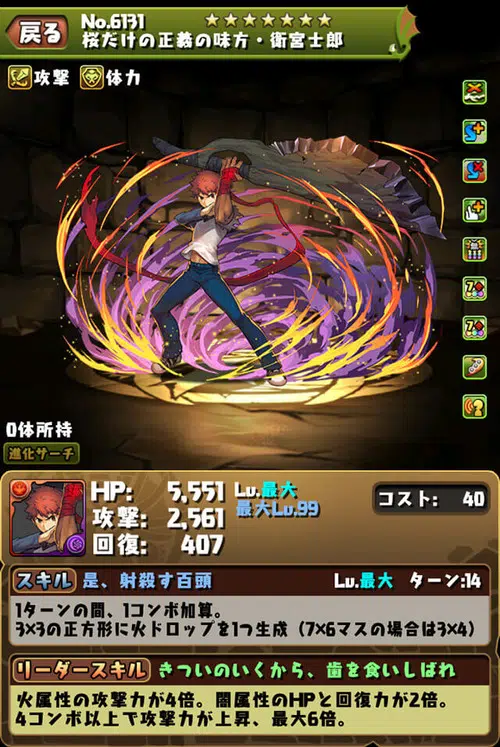 戻る
No.6131 ★★★★★★★
桜だけの正義の味方・衛宮士郎
攻撃 体力
0体所持
進化サーチ
HP: 5,551 Lv.最大
攻撃: 2,561 最大Lv.99
回復: 407
コスト: 40
スキル 是、射殺す百頭 Lv.最大 ターン:14
1ターンの間、1コンボ加算。
3×3の正方形に火ドロップを1つ生成（7×6マスの場合は3×4）
リーダースキル きついのいくから、歯を食いしばれ
火属性の攻撃力が4倍。闇属性のHPと回復力が2倍。
4コンボ以上で攻撃力が上昇、最大6倍。